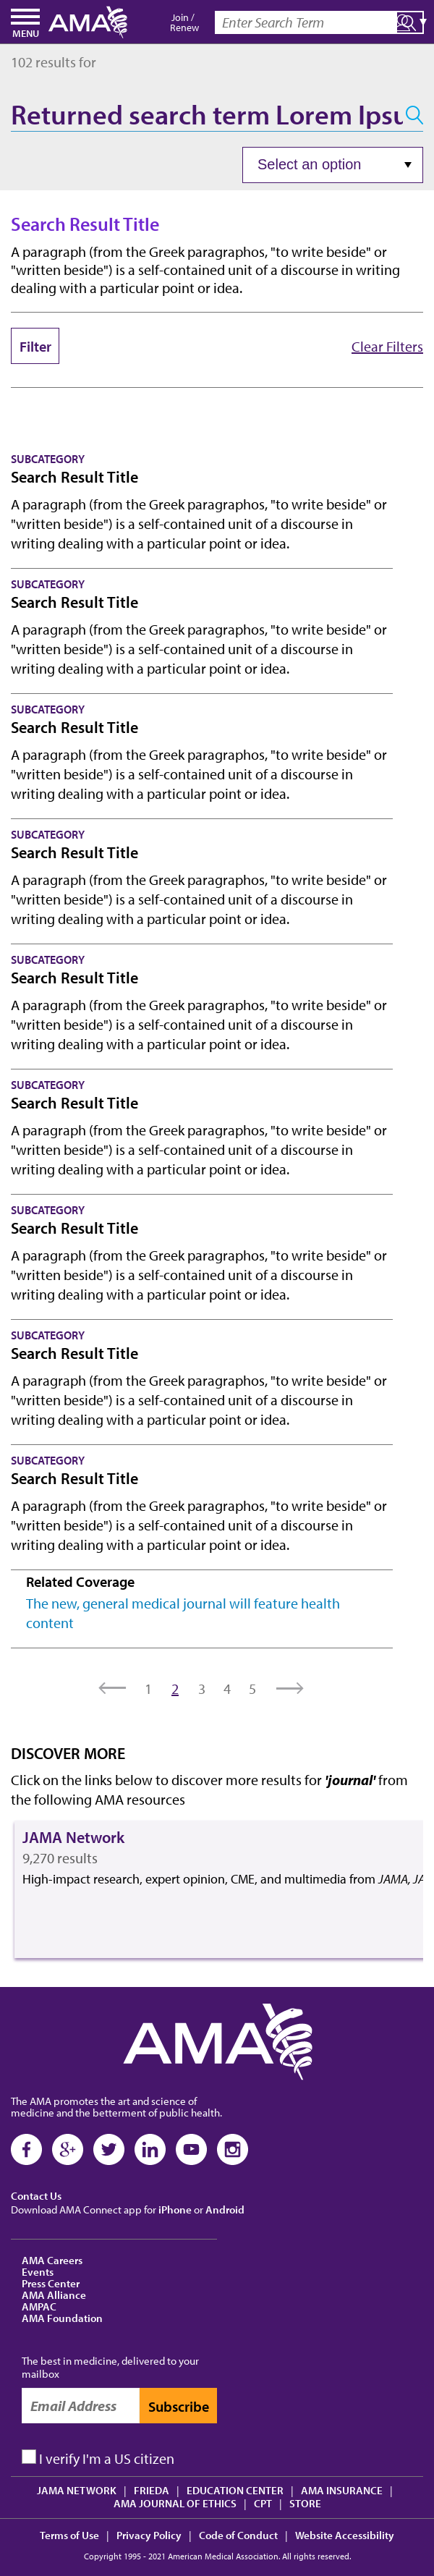 MENU
AMA
Join /
Renew
Enter Search Term
102 results for
Returned search term Lorem Ipsu
Select an option
Search Result Title
A paragraph (from the Greek paragraphos, "to write beside" or
"written beside") is a self-contained unit of a discourse in writing
dealing with a particular point or idea.
Filter
Clear Filters
SUBCATEGORY
Search Result Title
A paragraph (from the Greek paragraphos, "to write beside" or
"written beside") is a self-contained unit of a discourse in
writing dealing with a particular point or idea.
SUBCATEGORY
Search Result Title
A paragraph (from the Greek paragraphos, "to write beside" or
"written beside") is a self-contained unit of a discourse in
writing dealing with a particular point or idea.
SUBCATEGORY
Search Result Title
A paragraph (from the Greek paragraphos, "to write beside" or
"written beside") is a self-contained unit of a discourse in
writing dealing with a particular point or idea.
SUBCATEGORY
Search Result Title
A paragraph (from the Greek paragraphos, "to write beside" or
"written beside") is a self-contained unit of a discourse in
writing dealing with a particular point or idea.
SUBCATEGORY
Search Result Title
A paragraph (from the Greek paragraphos, "to write beside" or
"written beside") is a self-contained unit of a discourse in
writing dealing with a particular point or idea.
SUBCATEGORY
Search Result Title
A paragraph (from the Greek paragraphos, "to write beside" or
"written beside") is a self-contained unit of a discourse in
writing dealing with a particular point or idea.
SUBCATEGORY
Search Result Title
A paragraph (from the Greek paragraphos, "to write beside" or
"written beside") is a self-contained unit of a discourse in
writing dealing with a particular point or idea.
SUBCATEGORY
Search Result Title
A paragraph (from the Greek paragraphos, "to write beside" or
"written beside") is a self-contained unit of a discourse in
writing dealing with a particular point or idea.
SUBCATEGORY
Search Result Title
A paragraph (from the Greek paragraphos, "to write beside" or
"written beside") is a self-contained unit of a discourse in
writing dealing with a particular point or idea.
Related Coverage
The new, general medical journal will feature health
content
1 2 3 4 5
DISCOVER MORE
Click on the links below to discover more results for 'journal' from
the following AMA resources
JAMA Network
9,270 results
High-impact research, expert opinion, CME, and multimedia from JAMA, JA
AMA
The AMA promotes the art and science of
medicine and the betterment of public health.
Contact Us
Download AMA Connect app for iPhone or Android
AMA Careers
Events
Press Center
AMA Alliance
AMPAC
AMA Foundation
The best in medicine, delivered to your
mailbox
Email Address
Subscribe
I verify I'm a US citizen
JAMA NETWORK | FRIEDA | EDUCATION CENTER | AMA INSURANCE |
AMA JOURNAL OF ETHICS | CPT | STORE
Terms of Use | Privacy Policy | Code of Conduct | Website Accessibility
Copyright 1995 - 2021 American Medical Association. All rights reserved.